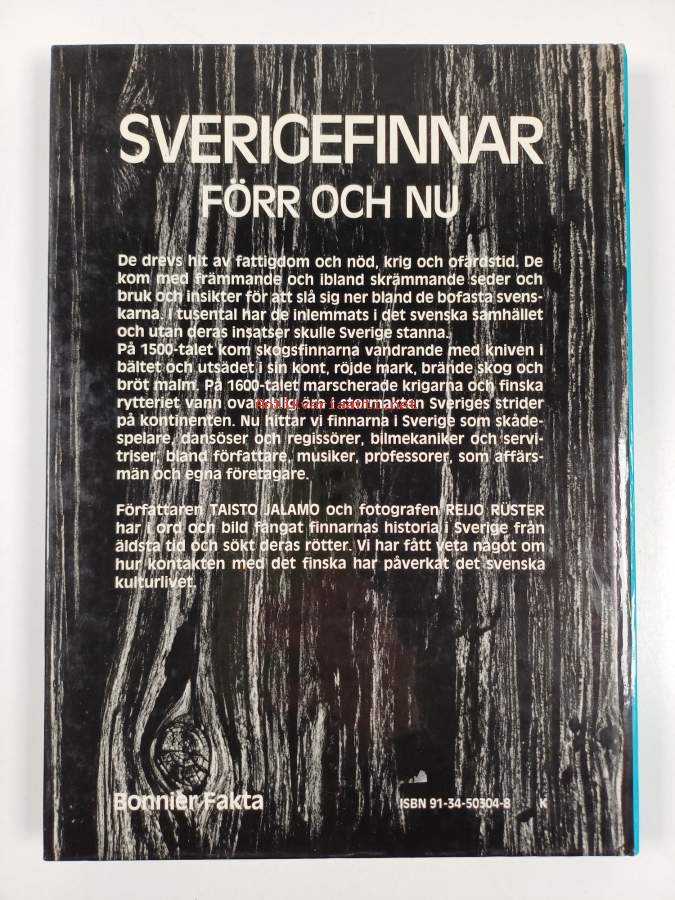 SVERIGEFINNAR
FÖRR OCH NU
De drevs hit av fattigdom och nöd, krig och ofärdstid. De
kom med främmande och ibland skrämmande seder och
bruk och insikter för att slå sig ner bland de bofasta svens-
karna. I tusental har de inlemmats i det svenska samhället
och utan deras insatser skulle Sverige stanna.
På 1500-talet kom skogsfinnarna vandrande med kniven i
bältet och utsädet i sin kont, röjde mark, brände skog och
bröt malm. På 1600-talet marscherade krigarna och finska
rytteriet vann ovansklig ära i stormakten Sveriges strider
på kontinenten. Nu hittar vi finnarna i Sverige som skåde-
spelare, dansöser och regissörer, bilmekaniker och servi-
triser, bland författare, musiker, professorer, som affärs-
män och egna företagare.
Författaren TAISTO JALAMO och fotografen REIJO RÜSTER
har i ord och bild fångat finnarnas historia i Sverige från
äldsta tid och sökt deras rötter. Vi har fått veta något om
hur kontakten med det finska har påverkat det svenska
kulturlivet.
Bonnier Fakta
ISBN 91-34-50304-8 K